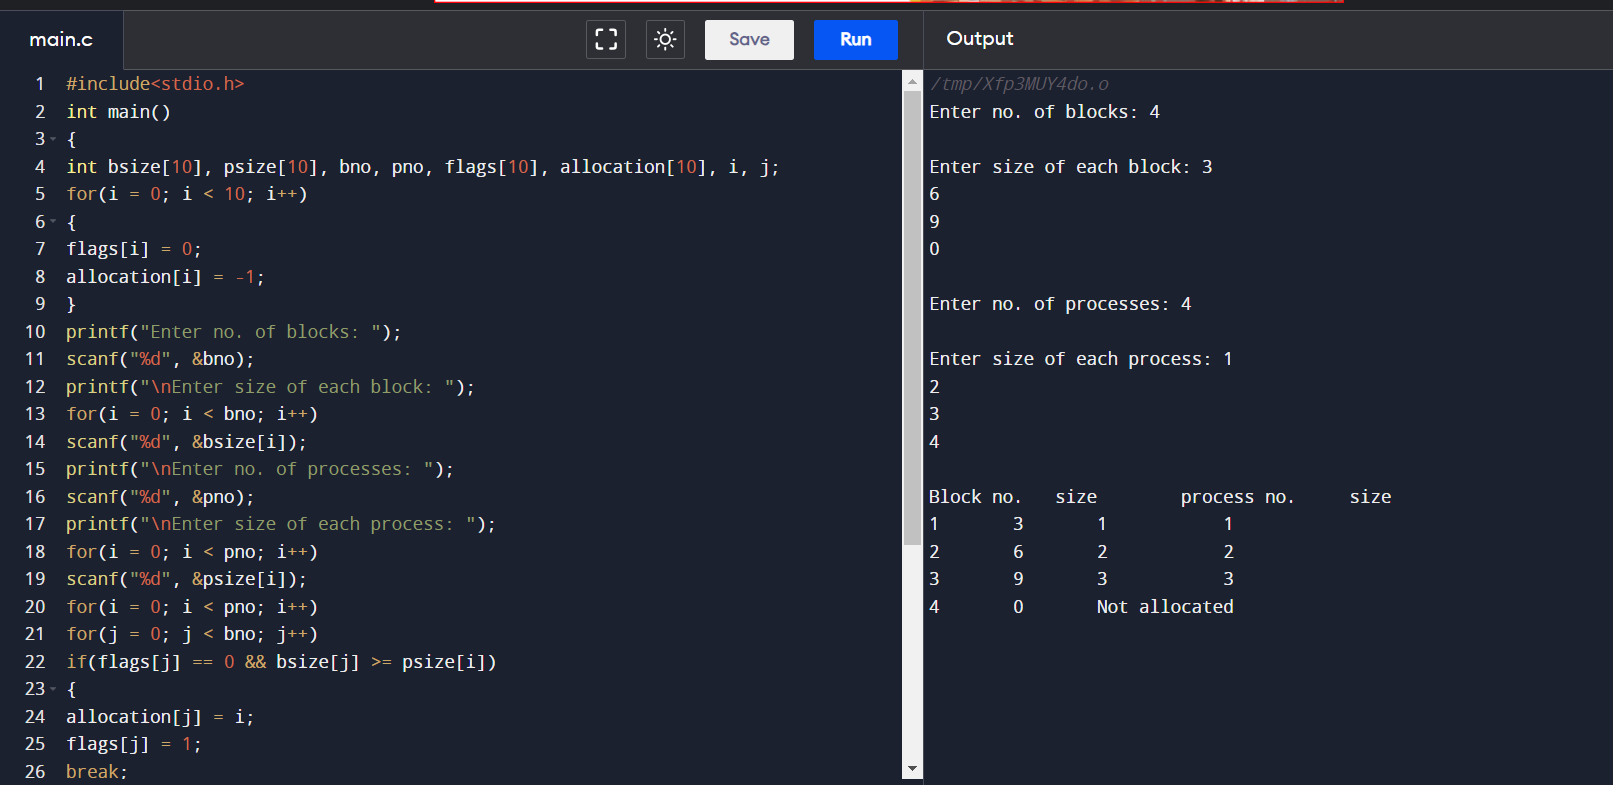 main.c
Save
Run
Output
1 #include<stdio.h>
2 int main()
3 {
4 int bsize[10], psize[10], bno, pno, flags[10], allocation[10], i, j;
5 for(i = 0; i < 10; i++)
6 {
7 flags[i] = 0;
8 allocation[i] = -1;
9 }
10 printf("Enter no. of blocks: ");
11 scanf("%d", &bno);
12 printf("\nEnter size of each block: ");
13 for(i = 0; i < bno; i++)
14 scanf("%d", &bsize[i]);
15 printf("\nEnter no. of processes: ");
16 scanf("%d", &pno);
17 printf("\nEnter size of each process: ");
18 for(i = 0; i < pno; i++)
19 scanf("%d", &psize[i]);
20 for(i = 0; i < pno; i++)
21 for(j = 0; j < bno; j++)
22 if(flags[j] == 0 && bsize[j] >= psize[i])
23 {
24 allocation[j] = i;
25 flags[j] = 1;
26 break;
/tmp/Xfp3MUY4do.o
Enter no. of blocks: 4
Enter size of each block: 3
6
9
0
Enter no. of processes: 4
Enter size of each process: 1
2
3
4
Block no. size process no. size
1 3 1 1
2 6 2 2
3 9 3 3
4 0 Not allocated